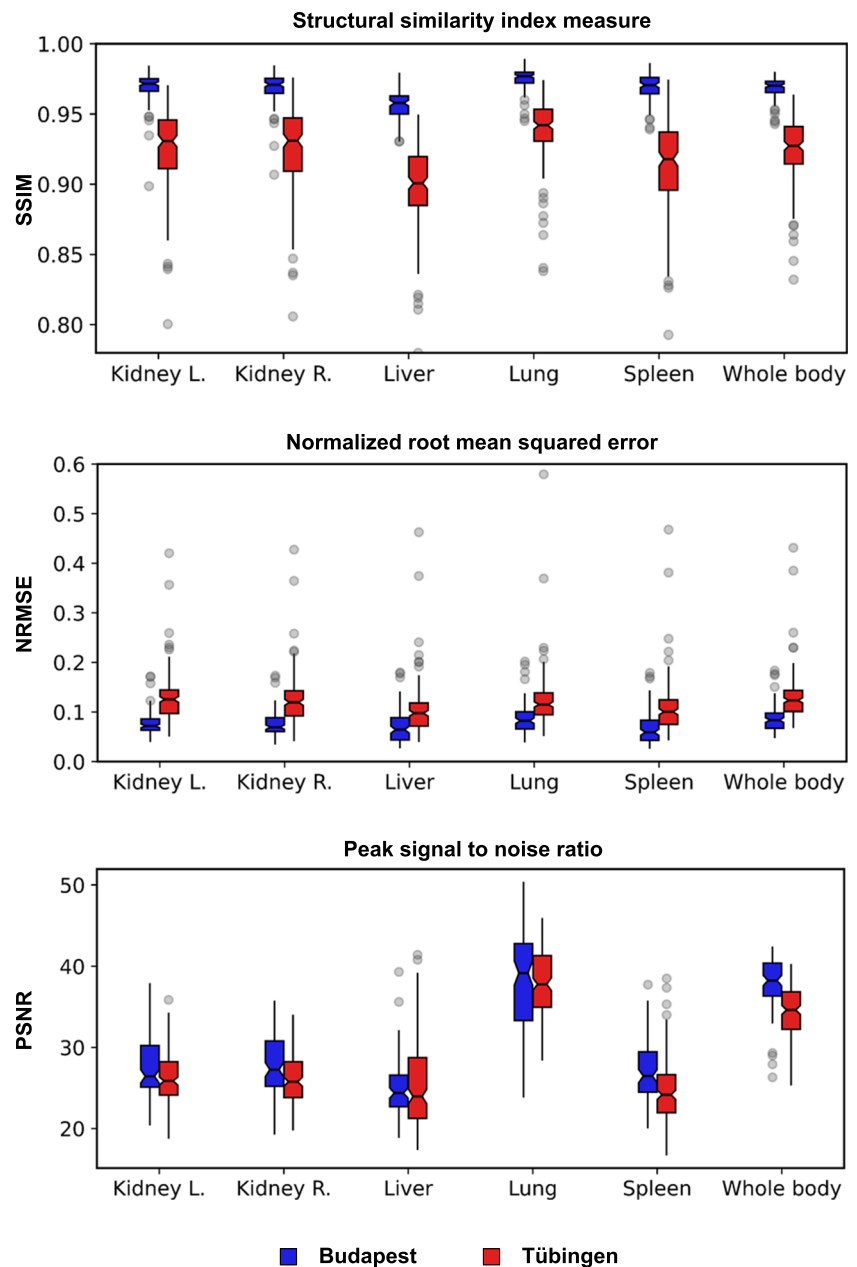 Structural similarity index measure
1.00
0.95
0.90
0.85
0.80
SSIM
Kidney L. Kidney R. Liver Lung Spleen Whole body
Normalized root mean squared error
0.6
0.5
0.4
0.3
0.2
0.1
0.0
NRMSE
Kidney L. Kidney R. Liver Lung Spleen Whole body
Peak signal to noise ratio
50
40
30
20
PSNR
Kidney L. Kidney R. Liver Lung Spleen Whole body
Budapest Tübingen